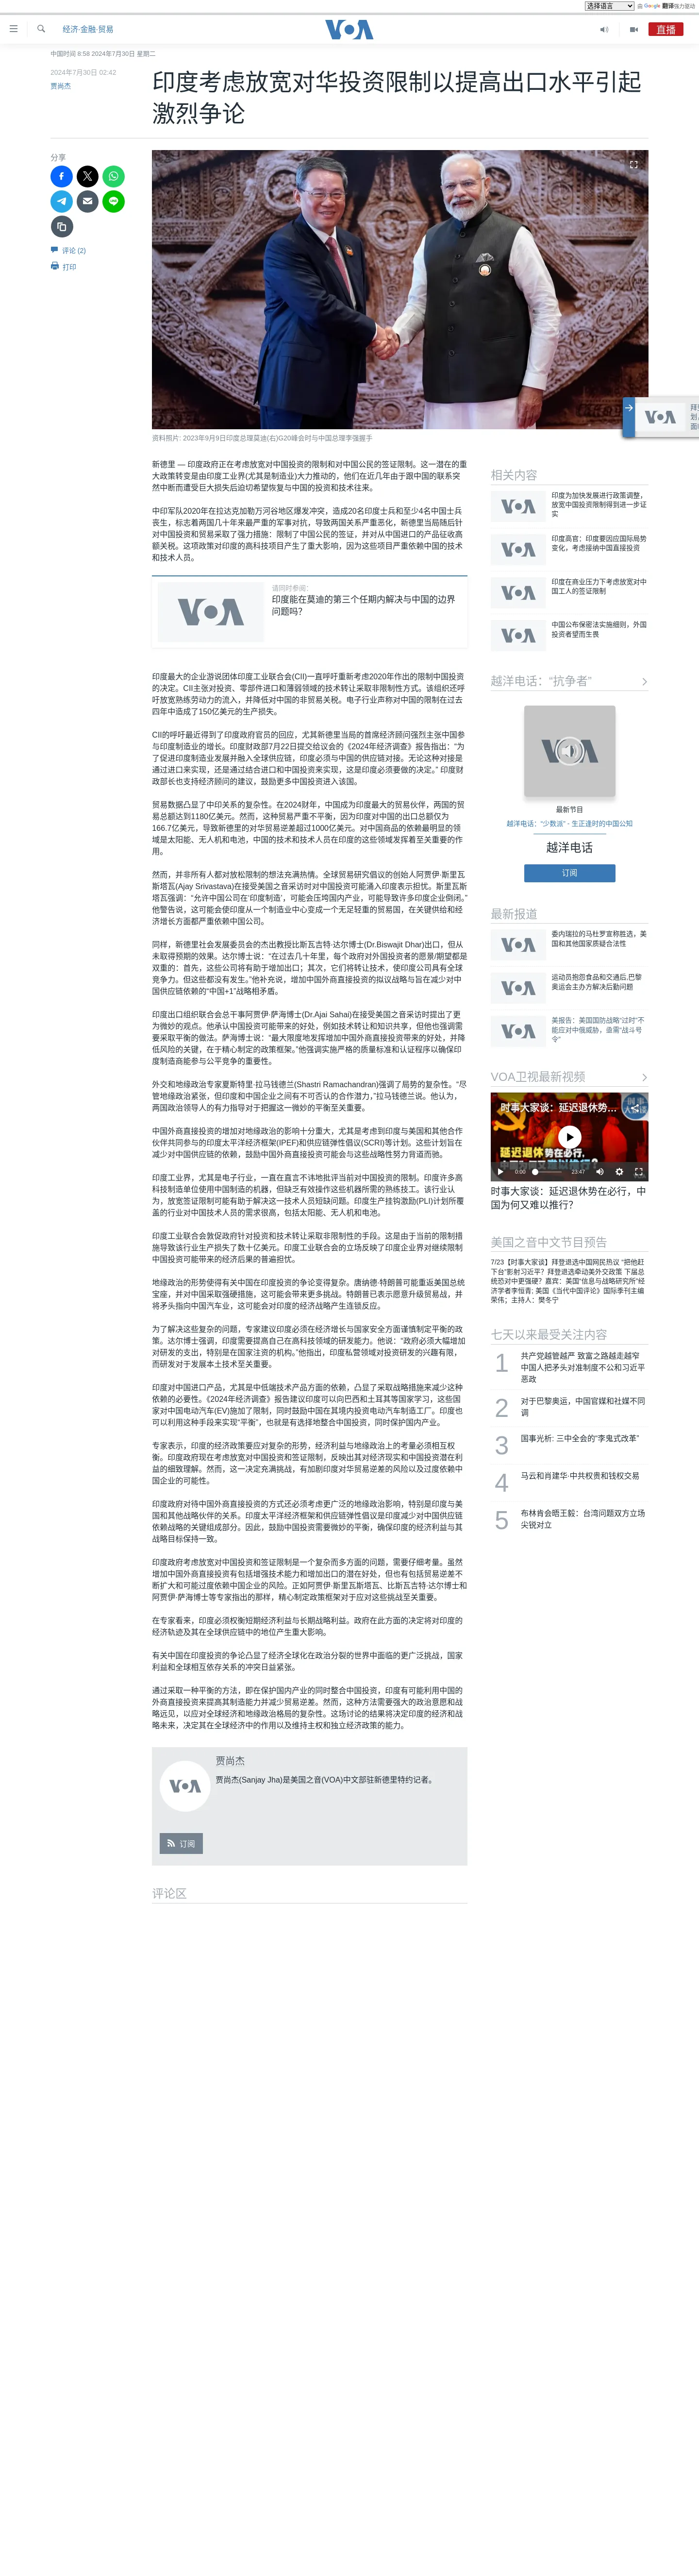 选择语言 由 Google 翻译强力驱动
经济·金融·贸易
VOA
直播
中国时间 8:58 2024年7月30日 星期二
2024年7月30日 02:42
贾尚杰
印度考虑放宽对华投资限制以提高出口水平引起
激烈争论
分享
评论 (2)
打印
资料照片: 2023年9月9日印度总理莫迪(右)G20峰会时与中国总理李强握手
新德里 — 印度政府正在考虑放宽对中国投资的限制和对中国公民的签证限制。这一潜在的重
大政策转变是由印度工业界(尤其是制造业)大力推动的，他们在近几年由于跟中国的联系突
然中断而遭受巨大损失后迫切希望恢复与中国的投资和技术往来。
中印军队2020年在拉达克加勒万河谷地区爆发冲突，造成20名印度士兵和至少4名中国士兵
丧生，标志着两国几十年来最严重的军事对抗，导致两国关系严重恶化，新德里当局随后针
对中国投资和贸易采取了强力措施：限制了中国公民的签证，并对从中国进口的产品征收高
额关税。这项政策对印度的高科技项目产生了重大影响，因为这些项目严重依赖中国的技术
和技术人员。
请同时参阅：
印度能在莫迪的第三个任期内解决与中国的边界
问题吗？
印度最大的企业游说团体印度工业联合会(CII)一直呼吁重新考虑2020年作出的限制中国投资
的决定。CII主张对投资、零部件进口和薄弱领域的技术转让采取非限制性方式。该组织还呼
吁放宽熟练劳动力的流入，并降低对中国的非贸易关税。电子行业声称对中国的限制在过去
四年中造成了150亿美元的生产损失。
CII的呼吁最近得到了印度政府官员的回应，尤其新德里当局的首席经济顾问强烈主张中国参
与印度制造业的增长。印度财政部7月22日提交给议会的《2024年经济调查》报告指出：“为
了促进印度制造业发展并融入全球供应链，印度必须与中国的供应链对接。无论这种对接是
通过进口来实现，还是通过结合进口和中国投资来实现，这是印度必须要做的决定。” 印度财
政部长也支持经济顾问的建议，鼓励更多中国投资进入该国。
贸易数据凸显了中印关系的复杂性。在2024财年，中国成为印度最大的贸易伙伴，两国的贸
易总额达到1180亿美元。然而，这种贸易严重不平衡，因为印度对中国的出口总额仅为
166.7亿美元，导致新德里的对华贸易逆差超过1000亿美元。对中国商品的依赖最明显的领
域是太阳能、无人机和电池，中国的技术和技术人员在印度的这些领域发挥着至关重要的作
用。
然而，并非所有人都对放松限制的想法充满热情。全球贸易研究倡议的创始人阿贾伊·斯里瓦
斯塔瓦(Ajay Srivastava)在接受美国之音采访时对中国投资可能涌入印度表示担忧。斯里瓦斯
塔瓦强调：“允许中国公司在‘印度制造’，可能会压垮国内产业，可能导致许多印度企业倒闭。”
他警告说，这可能会使印度从一个制造业中心变成一个无足轻重的贸易国，在关键供给和经
济增长方面都严重依赖中国公司。
同样，新德里社会发展委员会的杰出教授比斯瓦吉特·达尔博士(Dr.Biswajit Dhar)出口，但从
未取得预期的效果。达尔博士说：“在过去几十年里，每个政府对外国投资者的愿景/期望都是
双重的：首先，这些公司将有助于增加出口；其次，它们将转让技术，使印度公司具有全球
竞争力。但这些都没有发生。”他补充说，增加中国外商直接投资的拟议战略与旨在减少对中
国供应链依赖的“中国+1”战略相矛盾。
印度出口组织联合会总干事阿贾伊·萨海博士(Dr.Ajai Sahai)在接受美国之音采访时提出了更
为微妙的观点。他承认中国投资可能带来的好处，例如技术转让和知识共享，但他也强调需
要采取平衡的做法。萨海博士说：“最大限度地发挥增加中国外商直接投资带来的好处，并降
低风险的关键，在于精心制定的政策框架。”他强调实施严格的质量标准和认证程序以确保印
度制造商能参与公平竞争的重要性。
外交和地缘政治专家夏斯特里·拉马钱德兰(Shastri Ramachandran)强调了局势的复杂性。“尽
管地缘政治紧张，但印度和中国企业之间有不可否认的合作潜力，”拉马钱德兰说。他认为，
两国政治领导人的有力指导对于把握这一微妙的平衡至关重要。
中国外商直接投资的增加对地缘政治的影响十分重大，尤其是考虑到印度与美国和其他合作
伙伴共同参与的印度太平洋经济框架(IPEF)和供应链弹性倡议(SCRI)等计划。这些计划旨在
减少对中国供应链的依赖，鼓励中国外商直接投资可能会与这些战略性努力背道而驰。
印度工业界，尤其是电子行业，一直在直言不讳地批评当前对中国投资的限制。印度许多高
科技制造单位使用中国制造的机器，但缺乏有效操作这些机器所需的熟练技工。该行业认
为，放宽签证限制可能有助于解决这一技术人员短缺问题。印度生产挂钩激励(PLI)计划所覆
盖的行业对中国技术人员的需求很高，包括太阳能、无人机和电池。
印度工业联合会敦促政府针对投资和技术转让采取非限制性的手段。这是由于当前的限制措
施导致该行业生产损失了数十亿美元。印度工业联合会的立场反映了印度企业界对继续限制
中国投资可能带来的经济后果的普遍担忧。
地缘政治的形势使得有关中国在印度投资的争论变得复杂。唐纳德·特朗普可能重返美国总统
宝座，并对中国采取强硬措施，这可能会带来更多挑战。特朗普已表示愿意升级贸易战，并
将矛头指向中国汽车业，这可能会对印度的经济战略产生连锁反应。
为了解决这些复杂的问题，专家建议印度必须在经济增长与国家安全方面谨慎制定平衡的政
策。达尔博士强调，印度需要提高自己在高科技领域的研发能力。他说：“政府必须大幅增加
对研发的支出，特别是在国家注资的机构。”他指出，印度私营领域对投资研发的兴趣有限，
而研发对于发展本土技术至关重要。
印度对中国进口产品，尤其是中低端技术产品方面的依赖，凸显了采取战略措施来减少这种
依赖的必要性。《2024年经济调查》报告建议印度可以向巴西和土耳其等国家学习，这些国
家对中国电动汽车(EV)施加了限制，同时鼓励中国在其境内投资电动汽车制造工厂。印度也
可以利用这种手段来实现“平衡”，也就是有选择地整合中国投资，同时保护国内产业。
专家表示，印度的经济政策要应对复杂的形势，经济利益与地缘政治上的考量必须相互权
衡。印度政府现在考虑放宽对中国投资和签证限制，反映出其对经济现实和中国投资潜在利
益的细致理解。然而，这一决定充满挑战，有加剧印度对华贸易逆差的风险以及过度依赖中
国企业的可能性。
印度政府对待中国外商直接投资的方式还必须考虑更广泛的地缘政治影响，特别是印度与美
国和其他战略伙伴的关系。印度太平洋经济框架和供应链弹性倡议是印度减少对中国供应链
依赖战略的关键组成部分。因此，鼓励中国投资需要微妙的平衡，确保印度的经济利益与其
战略目标保持一致。
印度政府考虑放宽对中国投资和签证限制是一个复杂而多方面的问题，需要仔细考量。虽然
增加中国外商直接投资有包括增强技术能力和增加出口的潜在好处，但也有包括贸易逆差不
断扩大和可能过度依赖中国企业的风险。正如阿贾伊·斯里瓦斯塔瓦、比斯瓦吉特·达尔博士和
阿贾伊·萨海博士等专家指出的那样，精心制定政策框架对于应对这些挑战至关重要。
在专家看来，印度必须权衡短期经济利益与长期战略利益。政府在此方面的决定将对印度的
经济轨迹及其在全球供应链中的地位产生重大影响。
有关中国在印度投资的争论凸显了经济全球化在政治分裂的世界中面临的更广泛挑战，国家
利益和全球相互依存关系的冲突日益紧张。
通过采取一种平衡的方法，即在保护国内产业的同时整合中国投资，印度有可能利用中国的
外商直接投资来提高其制造能力并减少贸易逆差。然而，这种方法需要强大的政治意愿和战
略远见，以应对全球经济和地缘政治格局的复杂性。这场讨论的结果将决定印度的经济和战
略未来，决定其在全球经济中的作用以及维持主权和独立经济政策的能力。
贾尚杰
贾尚杰(Sanjay Jha)是美国之音(VOA)中文部驻新德里特约记者。
订阅
评论区
相关内容
印度为加快发展进行政策调整，
放宽中国投资限制得到进一步证
实
印度高官：印度要因应国际局势
变化，考虑接纳中国直接投资
印度在商业压力下考虑放宽对中
国工人的签证限制
中国公布保密法实施细则，外国
投资者望而生畏
越洋电话：“抗争者”
最新节目
越洋电话：“少数派” - 生正逢时的中国公知
越洋电话
订阅
最新报道
委内瑞拉的马杜罗宣称胜选，美
国和其他国家质疑合法性
运动员抱怨食品和交通后,巴黎
奥运会主办方解决后勤问题
美报告：美国国防战略“过时”不
能应对中俄威胁，亟需“战斗号
令”
VOA卫视最新视频
时事大家谈：延迟退休势…
延迟退休势在必行，
0:00 23:47
时事大家谈：延迟退休势在必行，中
国为何又难以推行？
美国之音中文节目预告
7/23【时事大家谈】拜登退选中国网民热议 “把他赶
下台”影射习近平？拜登退选牵动美外交政策 下届总
统恐对中更强硬？嘉宾：美国“信息与战略研究所”经
济学者李恒青; 美国《当代中国评论》国际季刊主编
荣伟；主持人：樊冬宁
七天以来最受关注内容
1 共产党越管越严 致富之路越走越窄
中国人把矛头对准制度不公和习近平
恶政
2 对于巴黎奥运，中国官媒和社媒不同
调
3 国事光析: 三中全会的“李鬼式改革”
4 马云和肖建华·中共权贵和钱权交易
5 布林肯会晤王毅：台湾问题双方立场
尖锐对立